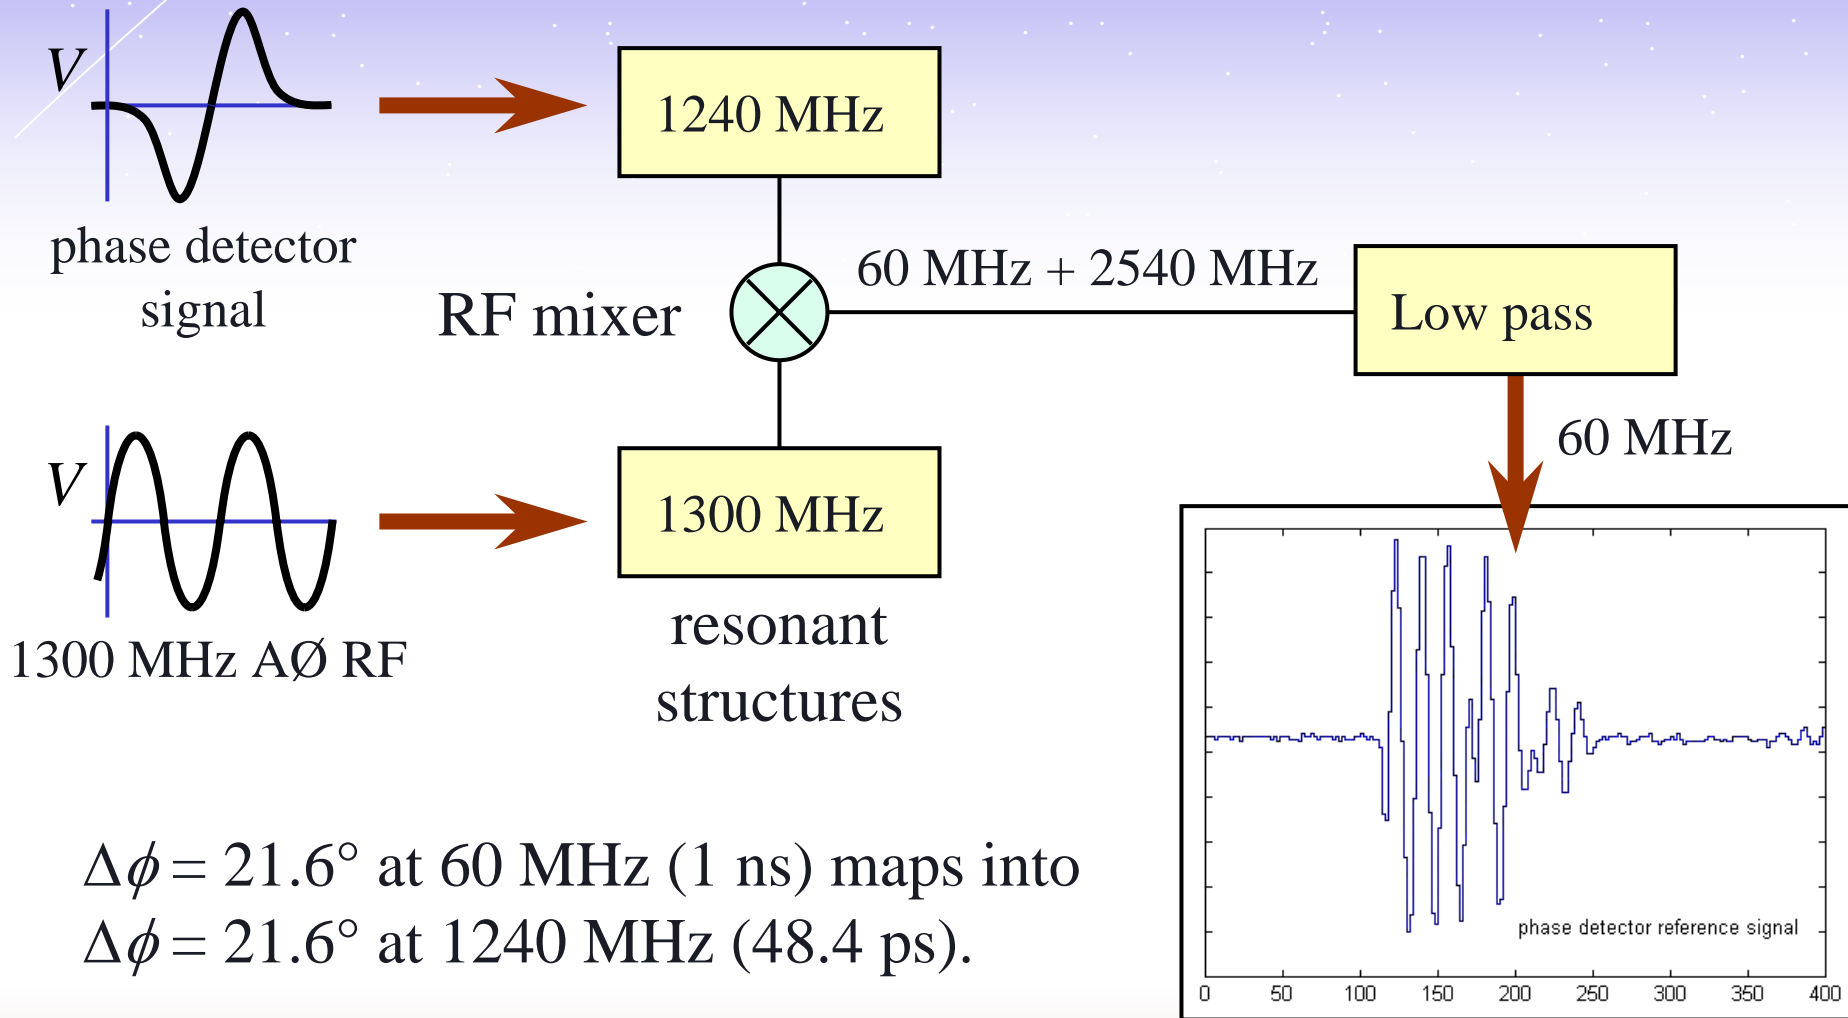 V
phase detector
signal
1240 MHz
RF mixer
60 MHz + 2540 MHz
Low pass
60 MHz
V
1300 MHz AØ RF
1300 MHz
resonant
structures
Δϕ = 21.6° at 60 MHz (1 ns) maps into
Δϕ = 21.6° at 1240 MHz (48.4 ps).
phase detector reference signal
0 50 100 150 200 250 300 350 400